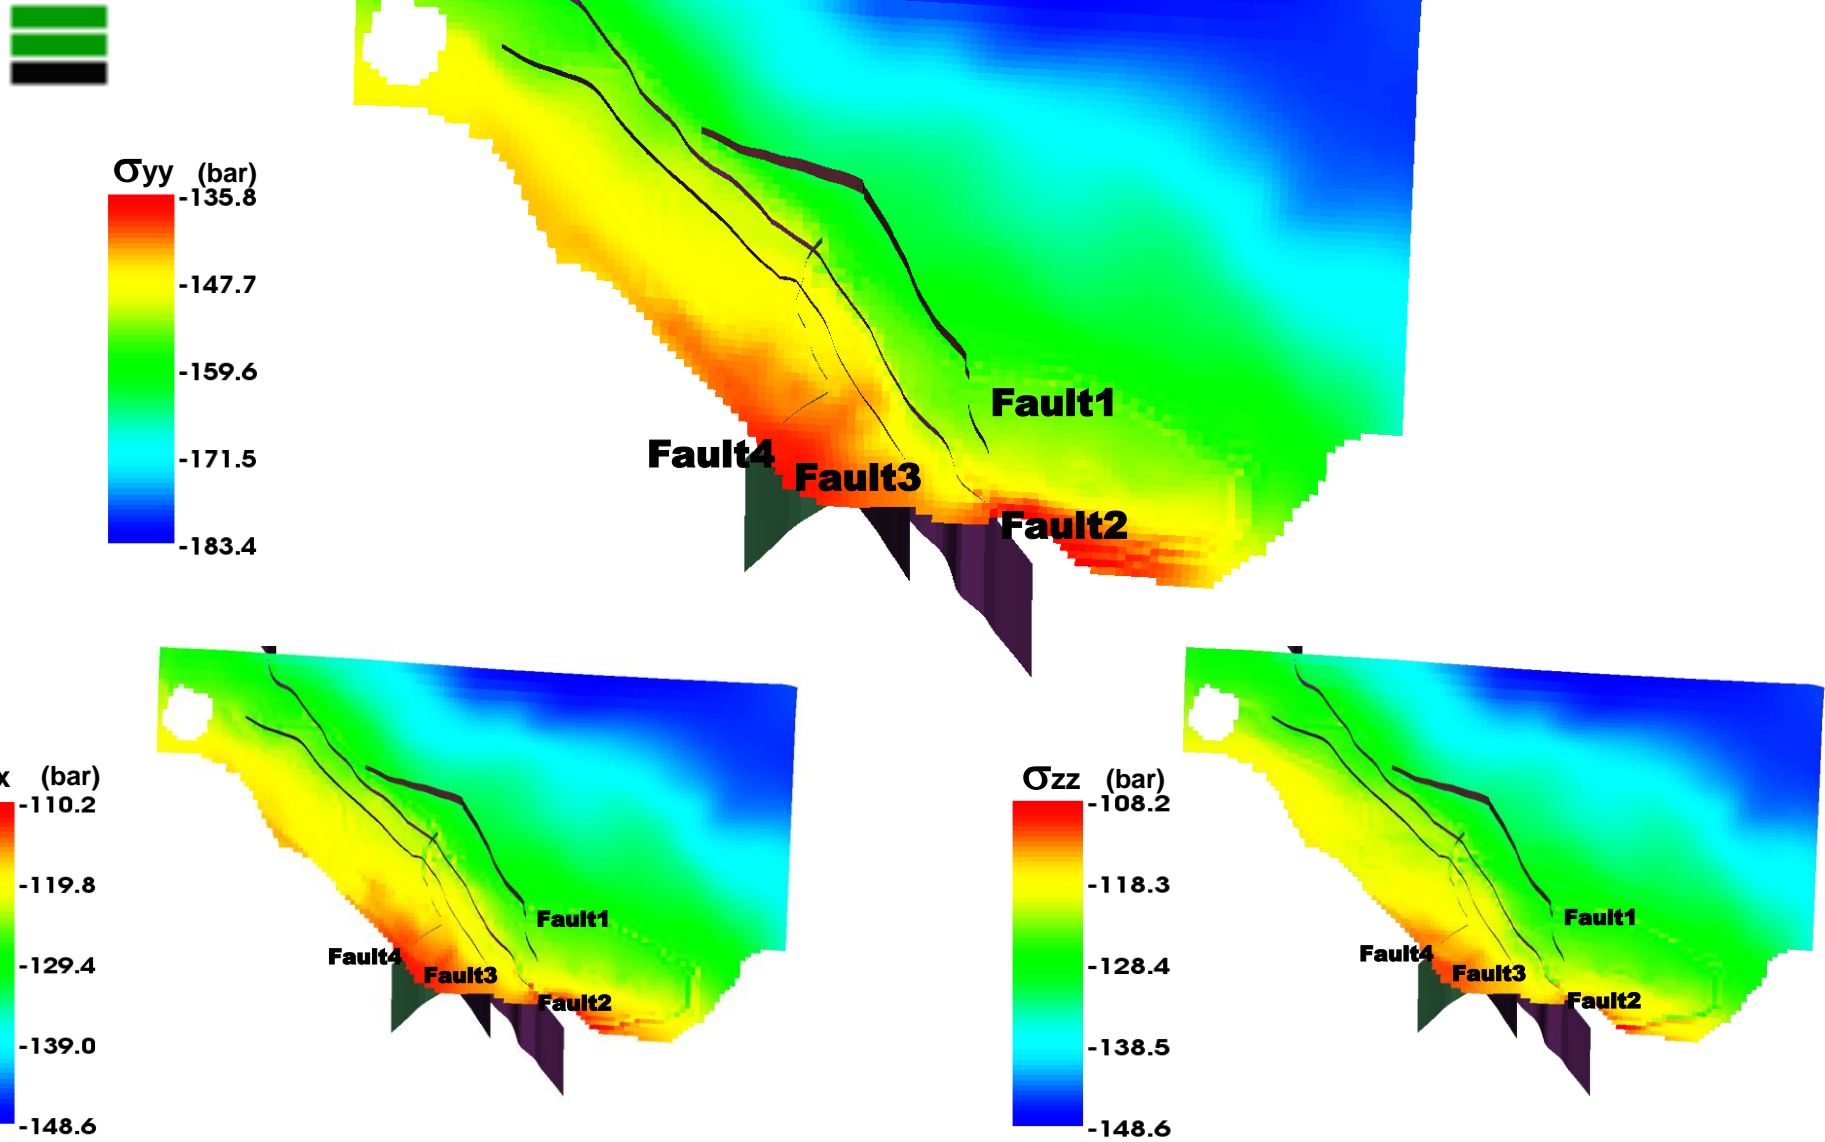 σyy (bar)
-135.8
-147.7
-159.6
-171.5
-183.4
Fault1
Fault4
Fault3
Fault2
x (bar)
-110.2
-119.8
-129.4
-139.0
-148.6
Fault1
Fault4
Fault3
Fault2
σzz (bar)
-108.2
-118.3
-128.4
-138.5
-148.6
Fault1
Fault4
Fault3
Fault2